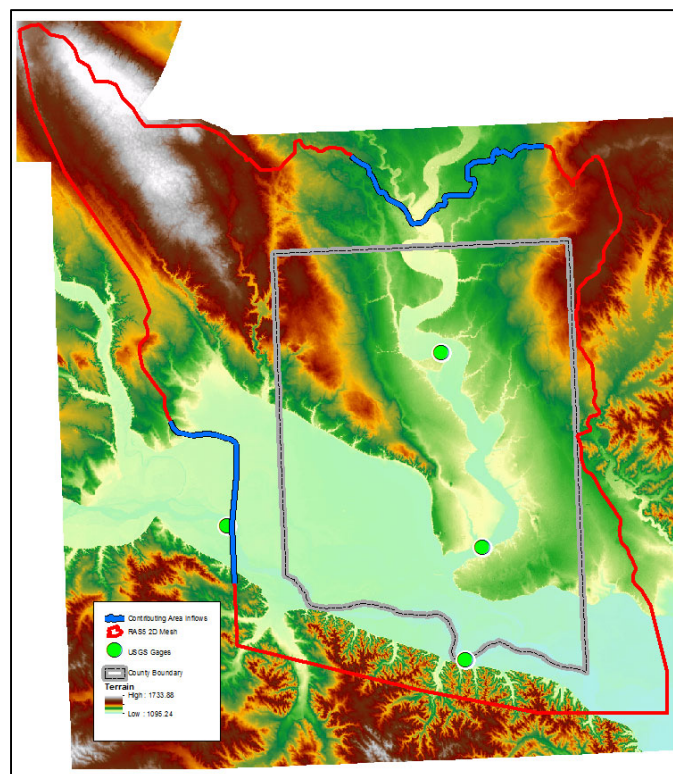 Contributing Area Inflows
RAS5 2D Mesh
USGS Gages
County Boundary
Terrain
High : 1733.88
Low : 1095.24